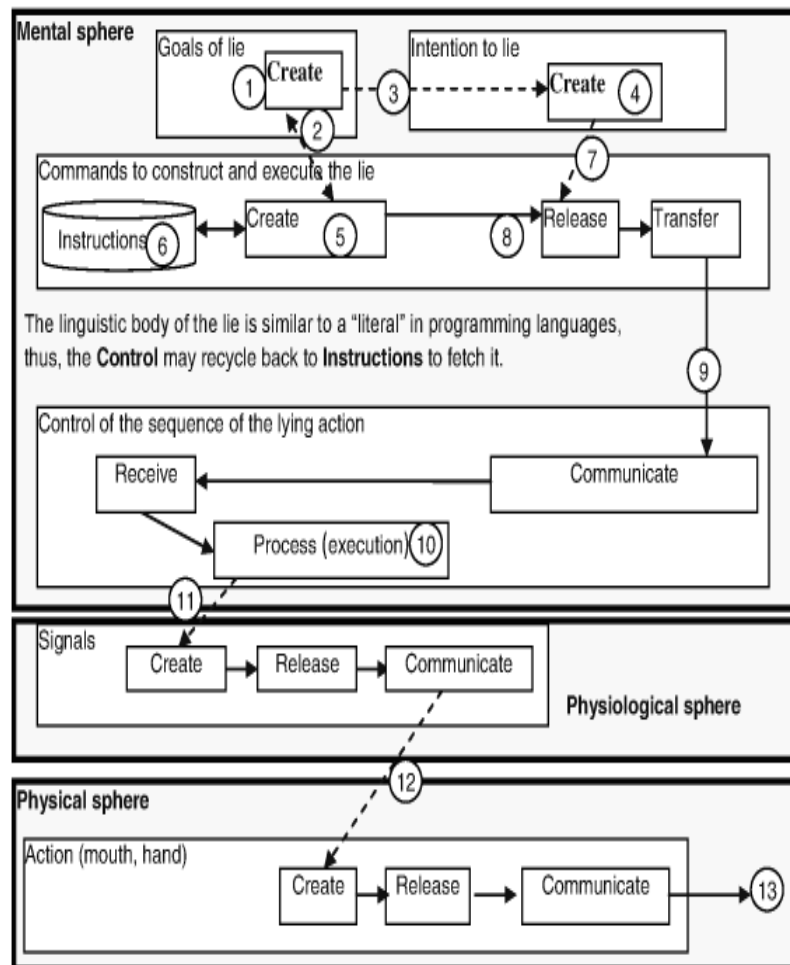 Mental sphere
Goals of lie
Intention to lie
Create
Create
1
2
3
4
Commands to construct and execute the lie
7
Instructions
6
Create
5
8
Release
Transfer
The linguistic body of the lie is similar to a “literal” in programming languages,
thus, the Control may recycle back to Instructions to fetch it.
9
Control of the sequence of the lying action
Receive
Communicate
Process (execution)
10
11
Signals
Create
Release
Communicate
Physiological sphere
12
Physical sphere
Action (mouth, hand)
Create
Release
Communicate
13